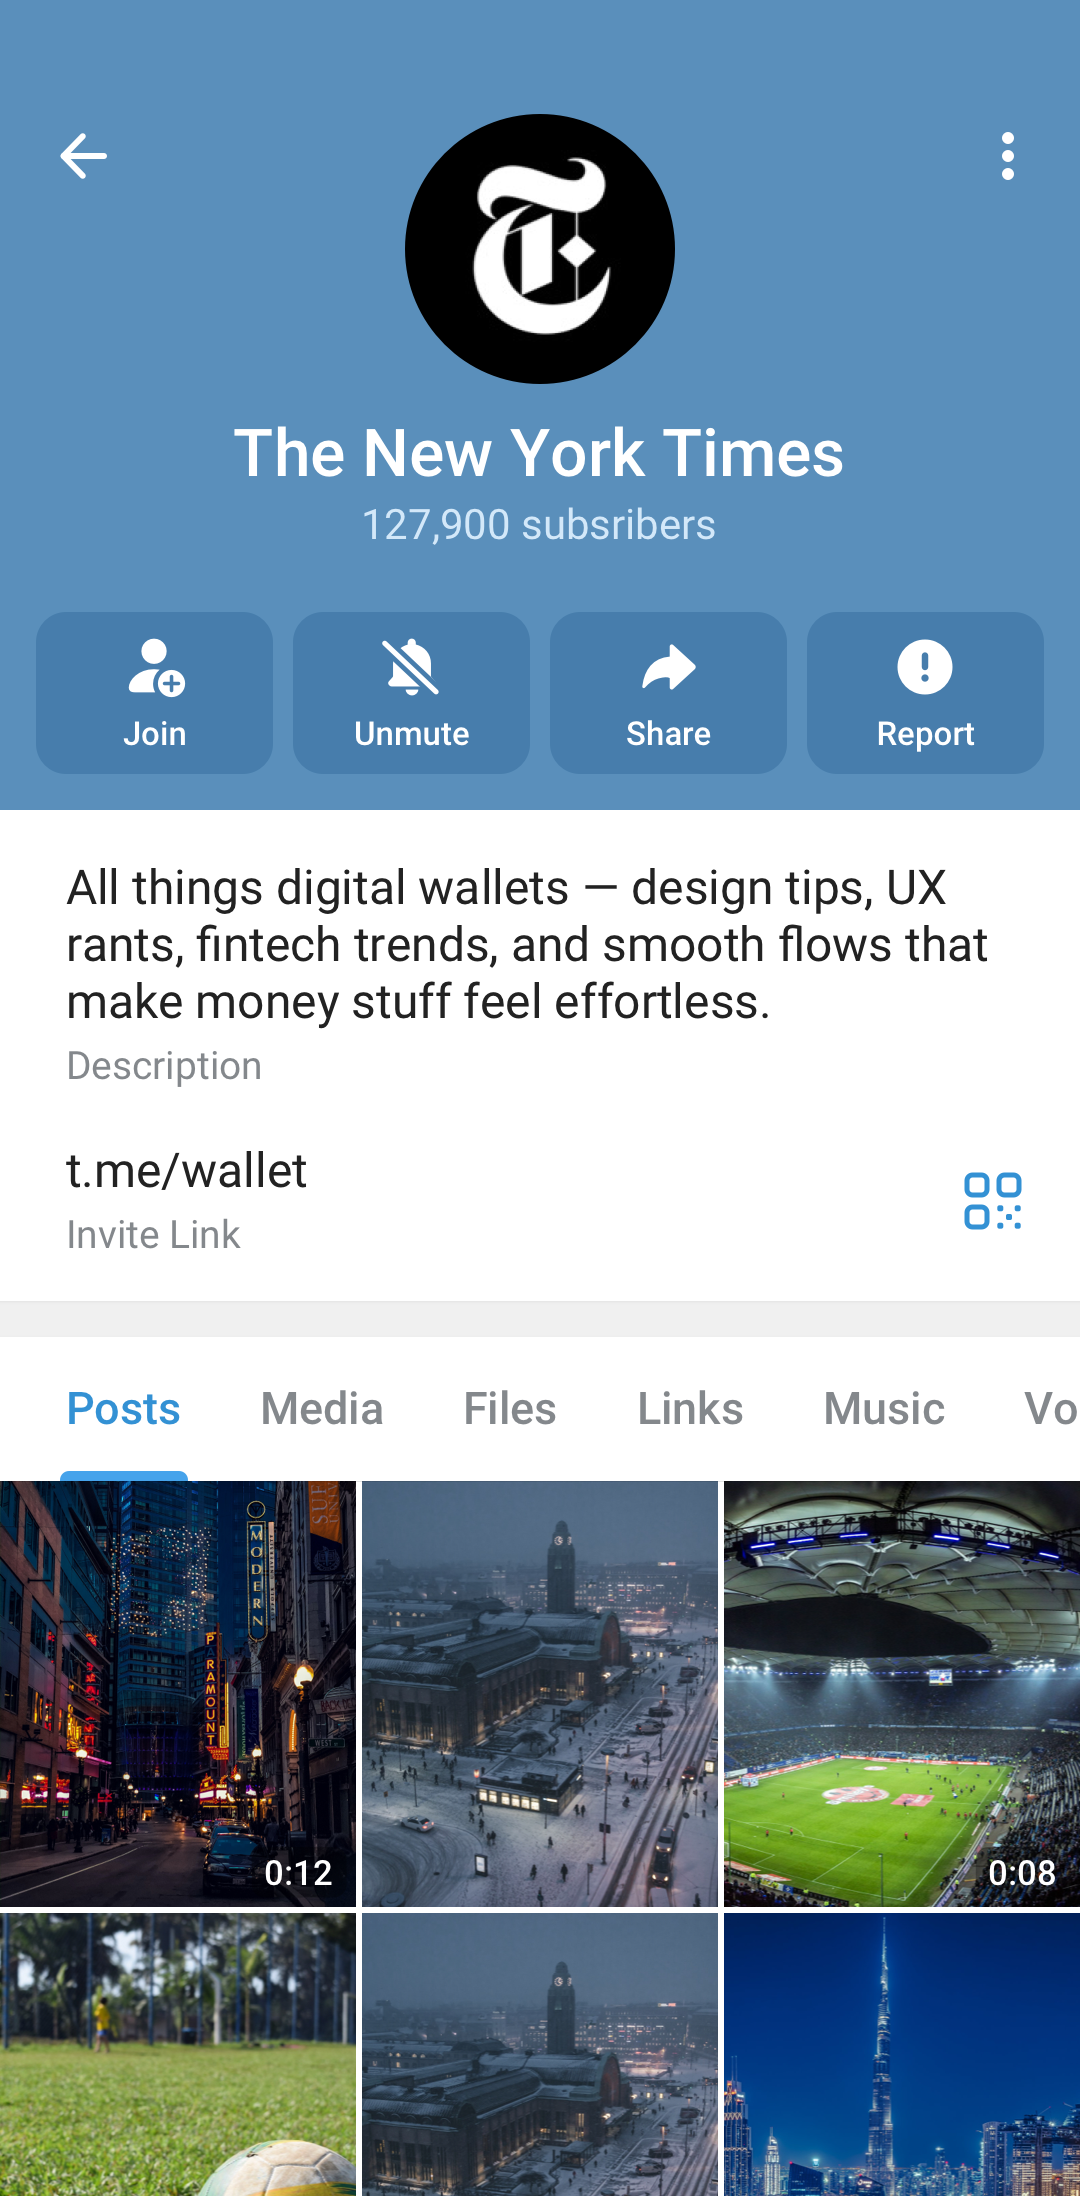 The New York Times
127,900 subsribers
Join
Unmute
Share
Report
All things digital wallets — design tips, UX
rants, fintech trends, and smooth flows that
make money stuff feel effortless.
Description
t.me/wallet
Invite Link
Posts Media Files Links Music Vo
SUF
MODERN
PARAMOUNT
WEST
0:12
0:08